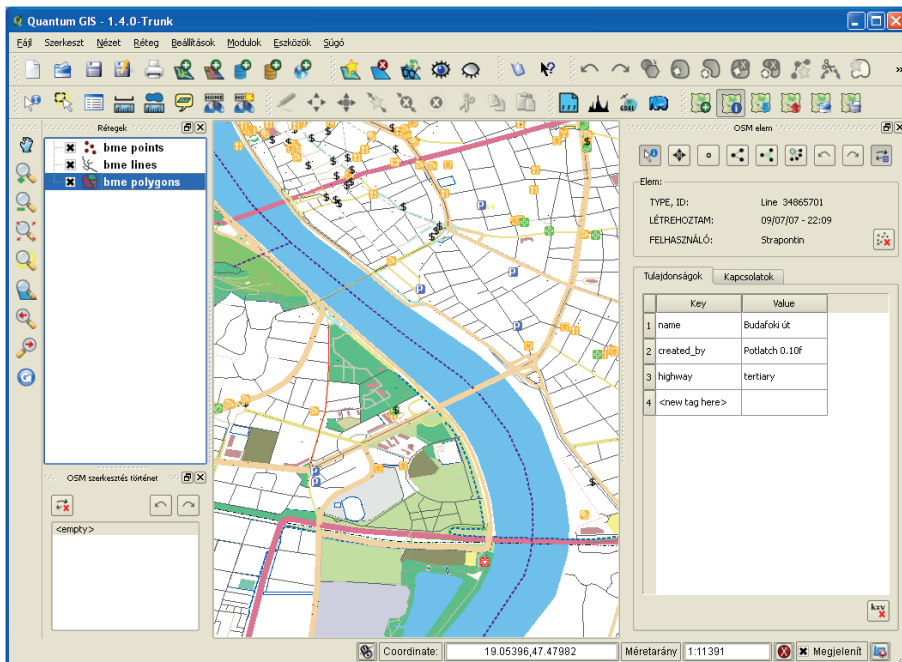 Quantum GIS - 1.4.0-Trunk
Fájl Szerkeszt Nézet Réteg Beállítások Modulok Eszközök Súgó
Rétegek
bme points
bme lines
bme polygons
OSM szerkesztés történet
<empty>
OSM elem
Elem:
TYPE, ID: Line 34865701
LÉTREHOZTAM: 09/07/07 - 22:09
FELHASZNÁLÓ: Strapontin
Tulajdonságok Kapcsolatok
Key Value
1 name Budafoki út
2 created_by Potlatch 0.10f
3 highway tertiary
4 <new tag here>
k=v
Coordinate: 19.05396,47.47982 Méretarány 1:11391 Megjelenít